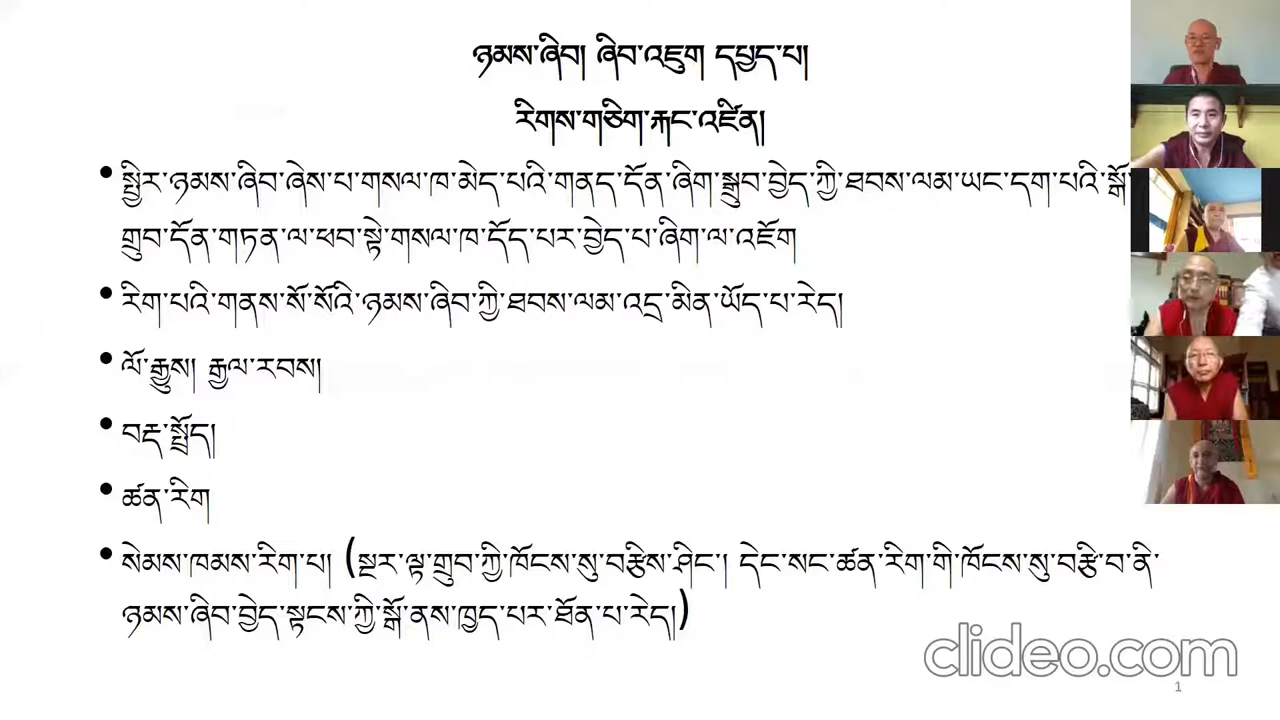 ཉམས་ཞིབ། ཞིབ་འཇུག དཔྱད་པ།
རིགས་གཅིག་རྐང་འཛིན།
• སྤྱིར་ཉམས་ཞིབ་ཞེས་པ་གསལ་ཁ་མེད་པའི་གནད་དོན་ཞིག་སྒྲུབ་བྱེད་ཀྱི་ཐབས་ལམ་ཡང་དག་པའི་སྒོ་
གྲུབ་དོན་གཏན་ལ་ཕབ་སྟེ་གསལ་ཁ་དོད་པར་བྱེད་པ་ཞིག་ལ་འཇོག
• རིག་པའི་གནས་སོ་སོའི་ཉམས་ཞིབ་ཀྱི་ཐབས་ལམ་འདྲ་མིན་ཡོད་པ་རེད།
• ལོ་རྒྱུས། རྒྱལ་རབས།
• བརྡ་སྤྲོད།
• ཚན་རིག
• སེམས་ཁམས་རིག་པ། (སྔར་ལྟ་གྲུབ་ཀྱི་ཁོངས་སུ་བརྩིས་ཤིང་། དེང་སང་ཚན་རིག་གི་ཁོངས་སུ་བརྩི་བ་ནི་
ཉམས་ཞིབ་བྱེད་སྟངས་ཀྱི་སྒོ་ནས་ཁྱད་པར་ཐོན་པ་རེད།)
clideo.com
1